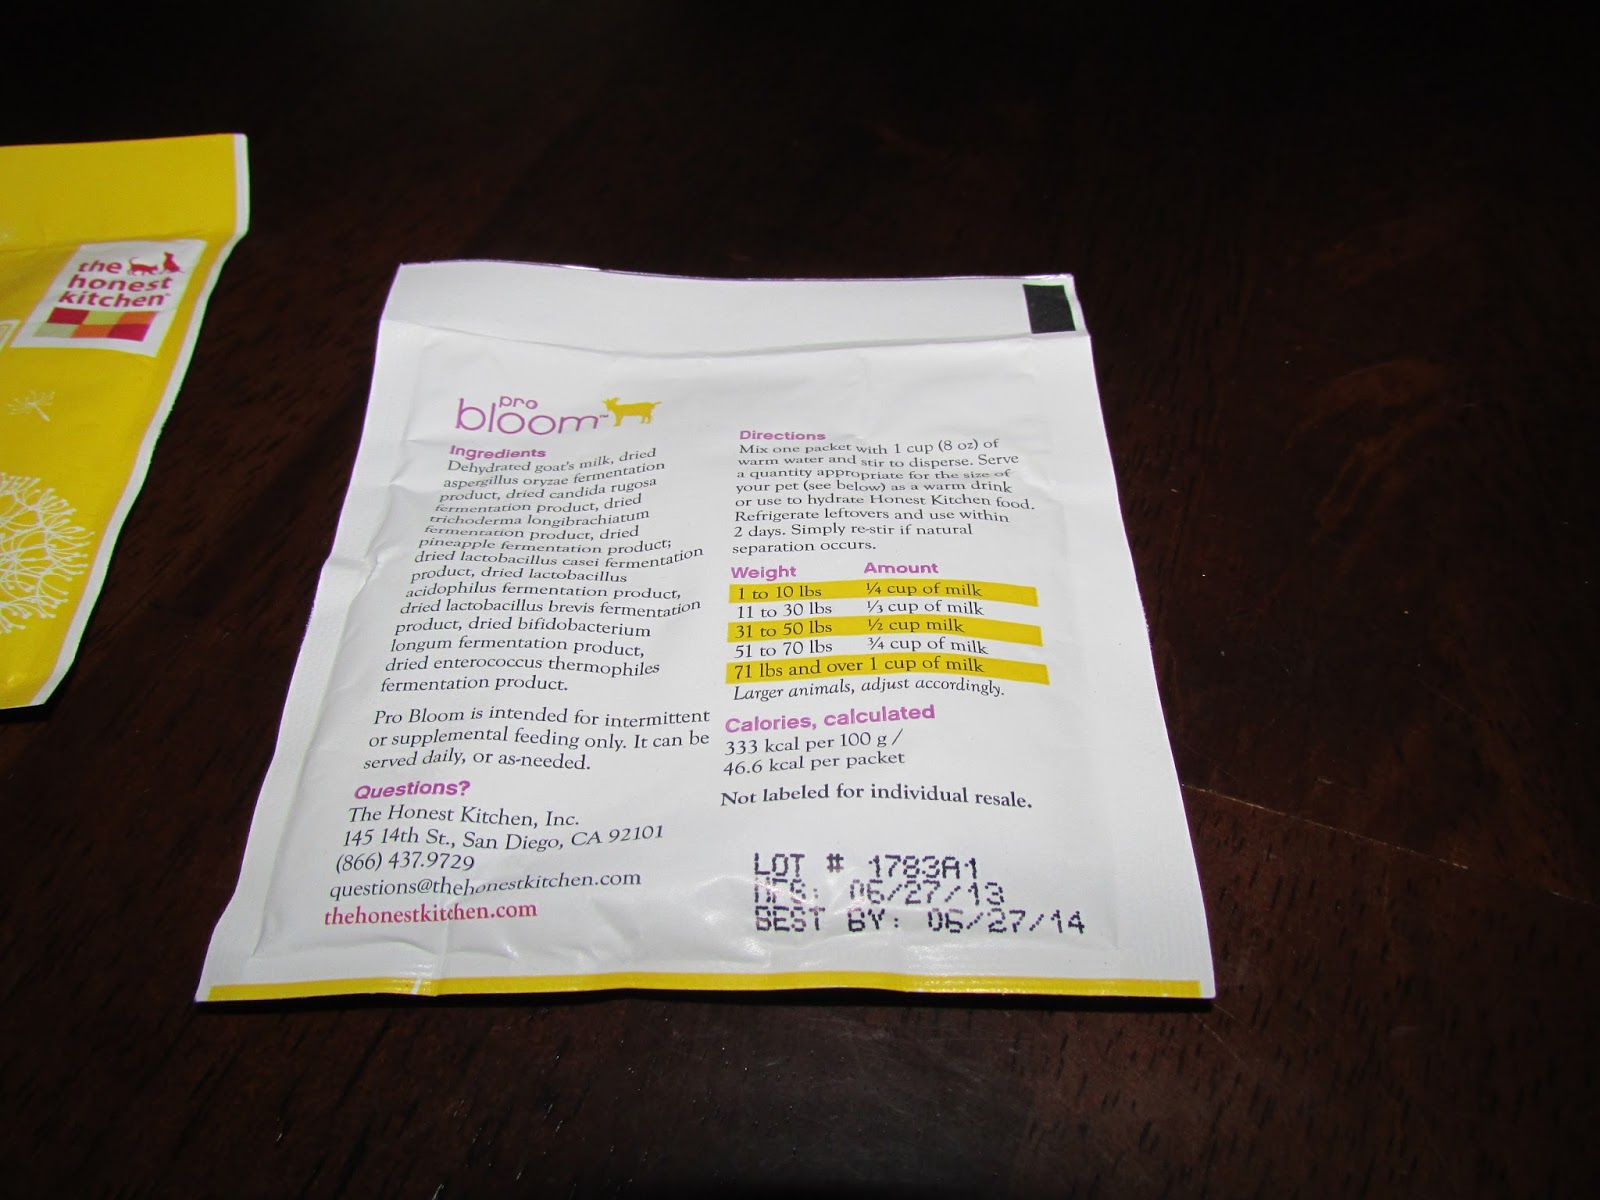 the
honest
kitchen
pro
bloom™
Ingredients
Dehydrated goat's milk, dried
aspergillus oryzae fermentation
product, dried candida rugosa
fermentation product, dried
trichoderma longibrachiatum
fermentation product, dried
pineapple fermentation product;
dried lactobacillus casei fermentation
product, dried lactobacillus
acidophilus fermentation product,
dried lactobacillus brevis fermentation
product, dried bifidobacterium
longum fermentation product,
dried enterococcus thermophiles
fermentation product.
Pro Bloom is intended for intermittent
or supplemental feeding only. It can be
served daily, or as-needed.
Questions?
The Honest Kitchen, Inc.
145 14th St., San Diego, CA 92101
(866) 437.9729
questions@thehonestkitchen.com
thehonestkitchen.com
Directions
Mix one packet with 1 cup (8 oz) of
warm water and stir to disperse. Serve
a quantity appropriate for the size of
your pet (see below) as a warm drink
or use to hydrate Honest Kitchen food.
Refrigerate leftovers and use within
2 days. Simply re-stir if natural
separation occurs.
Weight Amount
1 to 10 lbs ¼ cup of milk
11 to 30 lbs ⅓ cup of milk
31 to 50 lbs ½ cup milk
51 to 70 lbs ¾ cup of milk
71 lbs and over 1 cup of milk
Larger animals, adjust accordingly.
Calories, calculated
333 kcal per 100 g /
46.6 kcal per packet
Not labeled for individual resale.
LOT # 1783A1
MFG: 06/27/13
BEST BY: 06/27/14